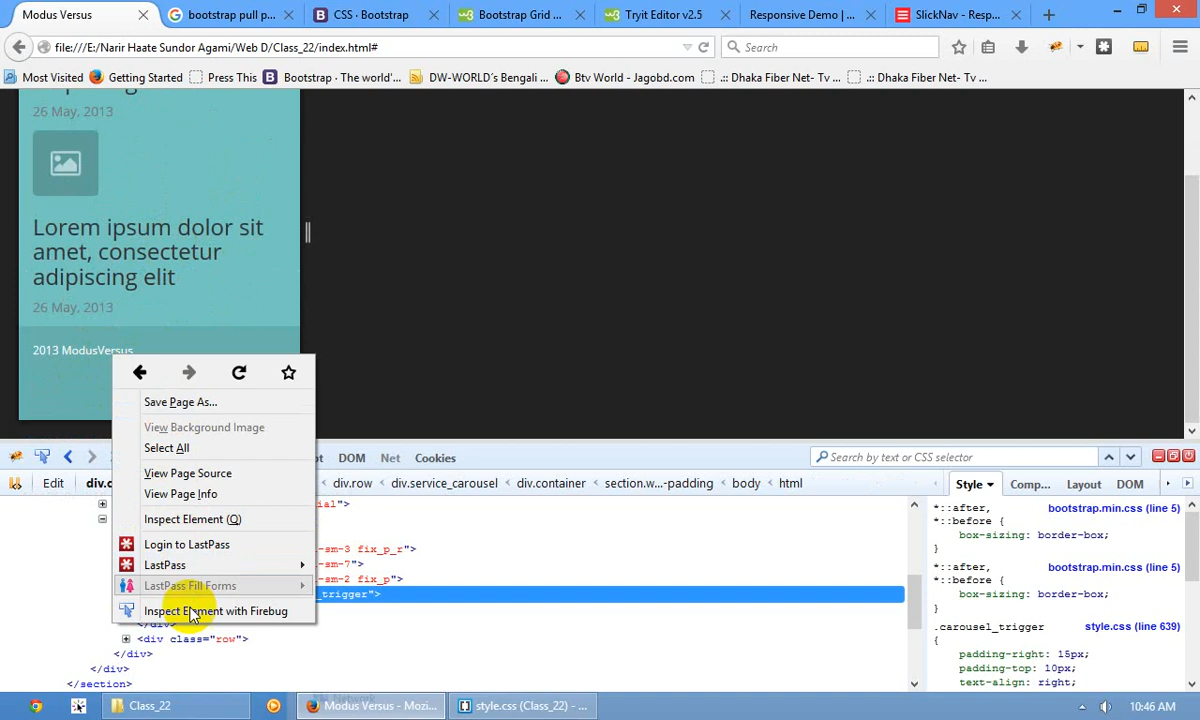 Modus Versus
bootstrap pull p...
CSS · Bootstrap
Bootstrap Grid ...
Tryit Editor v2.5
Responsive Demo | ...
SlickNav - Resp...
file:///E:/Narir Haate Sundor Agami/Web D/Class_22/index.html#
Search
Most Visited
Getting Started
Press This
Bootstrap · The world'...
DW-WORLD´s Bengali ...
Btv World - Jagobd.com
.:: Dhaka Fiber Net- Tv ...
.:: Dhaka Fiber Net- Tv ...
26 May, 2013
Lorem ipsum dolor sit
amet, consectetur
adipiscing elit
26 May, 2013
2013 ModusVersus
Save Page As...
View Background Image
Select All
View Page Source
View Page Info
Inspect Element (Q)
Login to LastPass
LastPass
LastPass Fill Forms
Inspect Element with Firebug
DOM
Net
Cookies
Search by text or CSS selector
Edit
div.row < div.service_carousel < div.container < section.w...-padding < body < html
Style
Comp...
Layout
DOM
ial">
-sm-3 fix_p_r">
-sm-7">
-sm-2 fix_p">
_trigger">
</div>
<div class="row">
</div>
</div>
</section>
*::after,
bootstrap.min.css (line 5)
*::before {
box-sizing: border-box;
}
*::after,
bootstrap.min.css (line 5)
*::before {
box-sizing: border-box;
}
.carousel_trigger
style.css (line 639)
{
padding-right: 15px;
padding-top: 10px;
text-align: right;
Class_22
Modus Versus - Mozi...
style.css (Class_22) - ...
10:46 AM